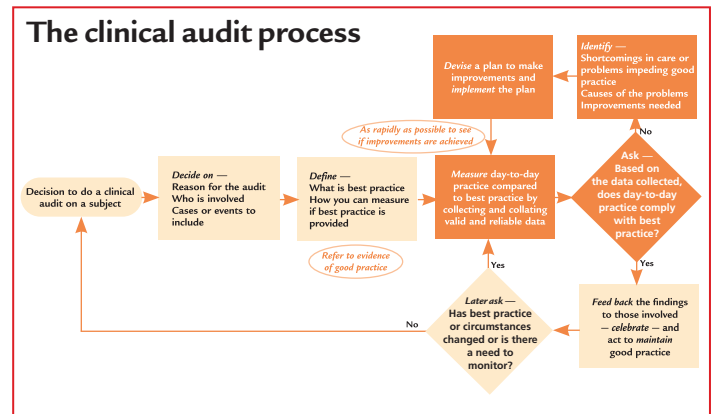 The clinical audit process
Devise a plan to make
improvements and
implement the plan
Identify —
Shortcomings in care or
problems impeding good
practice
Causes of the problems
Improvements needed
As rapidly as possible to see
if improvements are achieved
No
Decision to do a clinical
audit on a subject
Decide on —
Reason for the audit
Who is involved
Cases or events to
include
Define —
What is best practice
How you can measure
if best practice is
provided
Measure day-to-day
practice compared
to best practice by
collecting and collating
valid and reliable data
Ask —
Based on
the data collected,
does day-to-day
practice comply
with best
practice?
Refer to evidence
of good practice
Yes
Yes
Later ask —
Has best practice
or circumstances
changed or is there
a need to
monitor?
No
Feed back the findings
to those involved
— celebrate — and
act to maintain
good practice